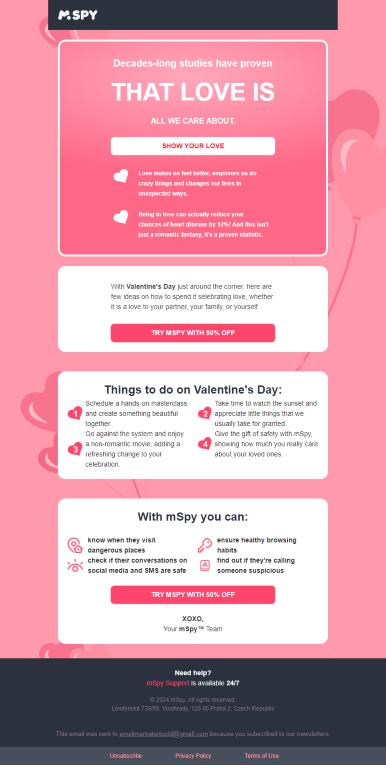 mSPY
Decades-long studies have proven
THAT LOVE IS
ALL WE CARE ABOUT.
SHOW YOUR LOVE
Love makes us feel better, empowers us do
crazy things and changes our lives in
unexpected ways.
Being in love can actually reduce your
chances of heart disease by 12%! And this isn't
just a romantic fantasy, it's a proven statistic.
With Valentine's Day just around the corner, here are
few ideas on how to spend it selebrating love, whether
it is a love to your partner, your family, or yourself.
TRY MSPY WITH 50% OFF
Things to do on Valentine's Day:
1
Schedule a hands-on masterclass
and create something beautiful
together.
2
Take time to watch the sunset and
appreciate little things that we
usually take for granted.
3
Go against the system and enjoy
a non-romantic movie, adding a
refreshing change to your
celebration.
4
Give the gift of safety with mSpy,
showing how much you really care
about your loved ones.
With mSpy you can:
know when they visit
dangerous places
ensure healthy browsing
habits
check if their conversations on
social media and SMS are safe
find out if they're calling
someone suspicious
TRY MSPY WITH 50% OFF
XOXO,
Your mSpy™ Team
Need help?
mSpy Support is available 24/7
© 2024 mSpy. All rights reserved.
Londýnská 730/59, Vinohrady, 120 00 Praha 2, Czech Republic
This email was sent to emailmarketerbodd@gmail.com because you subscribed to our newsletters.
Unsubscribe
Privacy Policy
Terms of Use